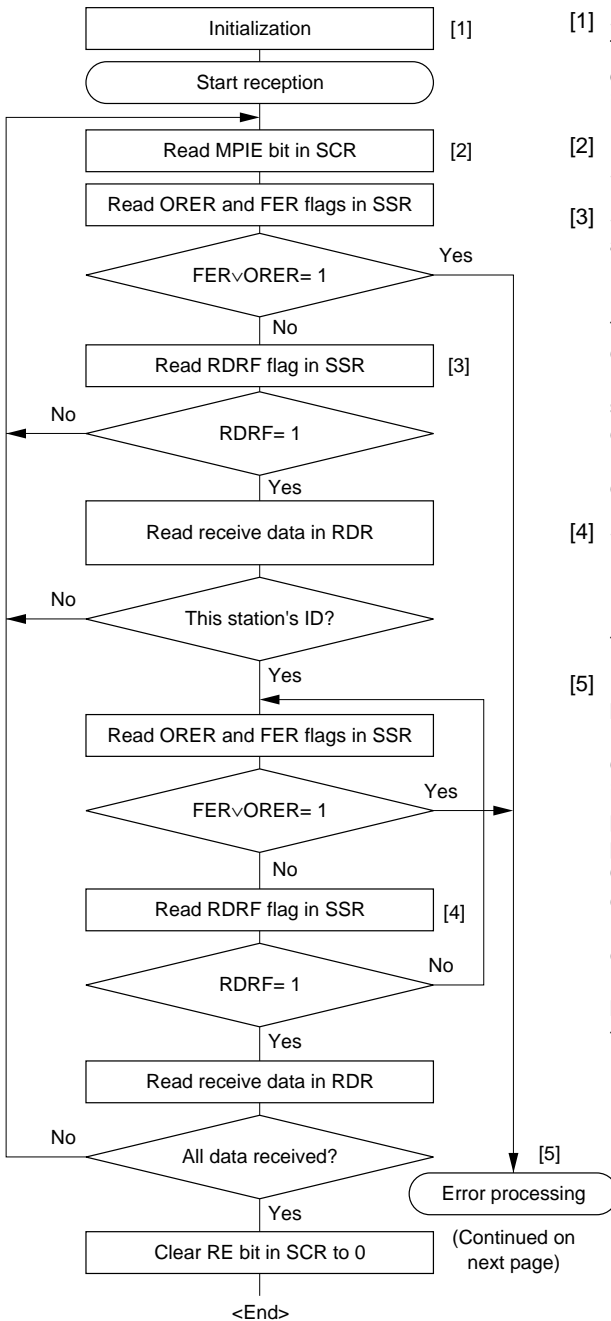 Initialization [1] [1]
Start reception
Read MPIE bit in SCR [2] [2]
Read ORER and FER flags in SSR
[3]
Yes
FER∨ORER= 1
No
Read RDRF flag in SSR [3]
No
RDRF= 1
Yes
Read receive data in RDR
[4]
No
This station's ID?
Yes
[5]
Read ORER and FER flags in SSR
Yes
FER∨ORER= 1
No
Read RDRF flag in SSR [4]
No
RDRF= 1
Yes
Read receive data in RDR
No
All data received?
[5]
Error processing
Yes
(Continued on
next page)
Clear RE bit in SCR to 0
<End>